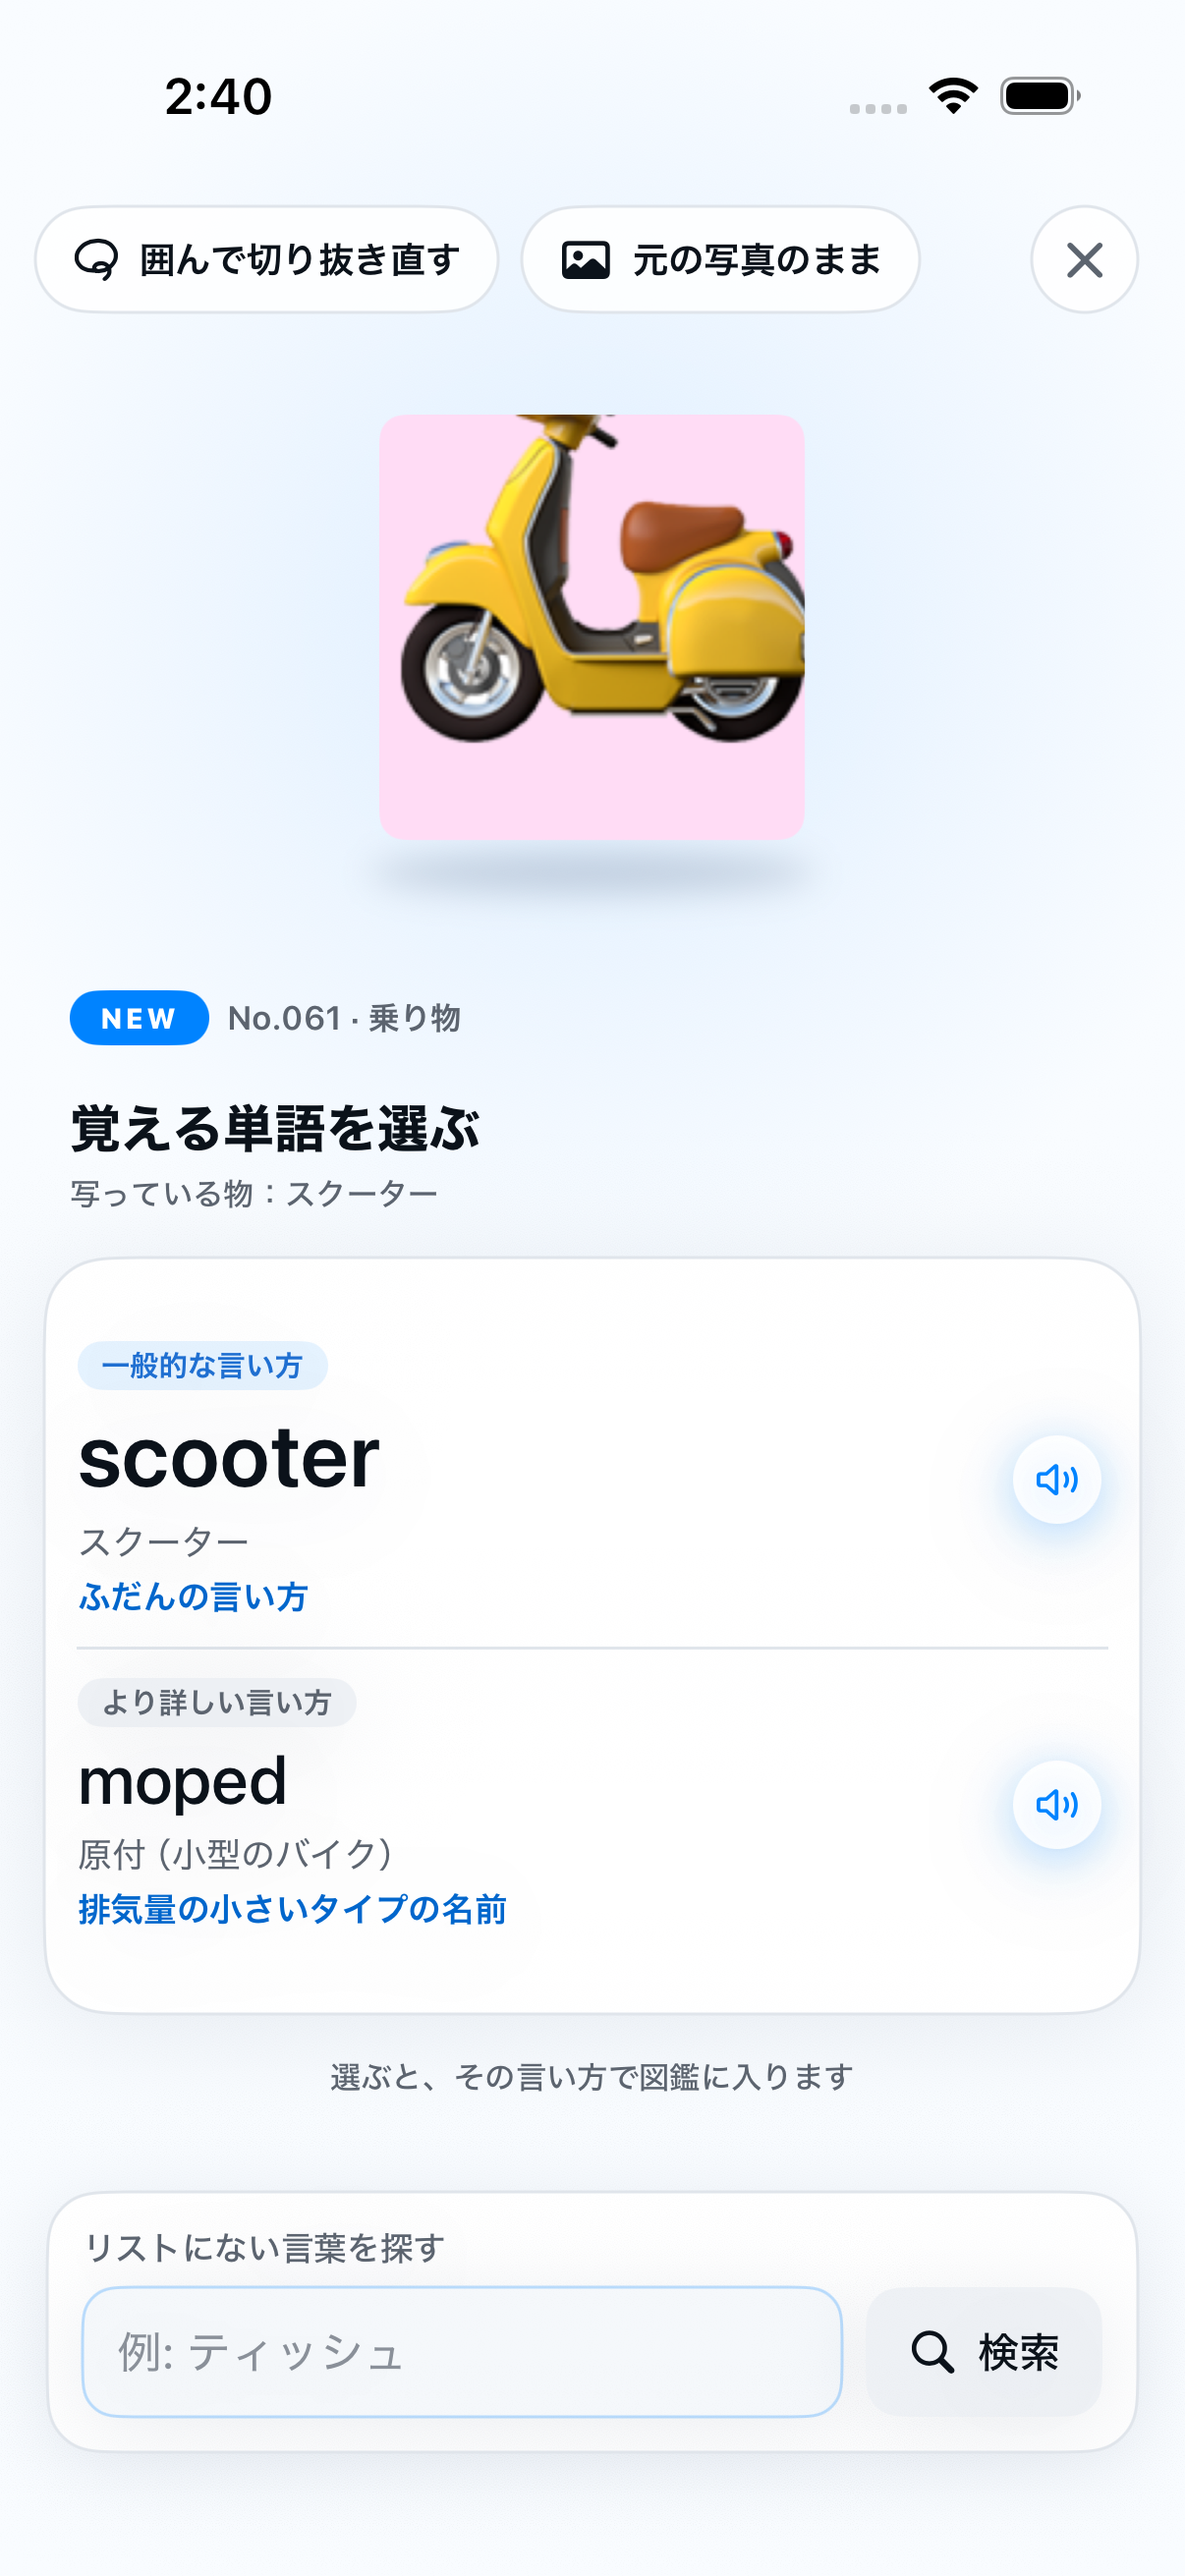 2:40
囲んで切り抜き直す
元の写真のまま
NEW No.061 · 乗り物
覚える単語を選ぶ
写っている物：スクーター
一般的な言い方
scooter
スクーター
ふだんの言い方
より詳しい言い方
moped
原付（小型のバイク）
排気量の小さいタイプの名前
選ぶと、その言い方で図鑑に入ります
リストにない言葉を探す
例: ティッシュ
検索